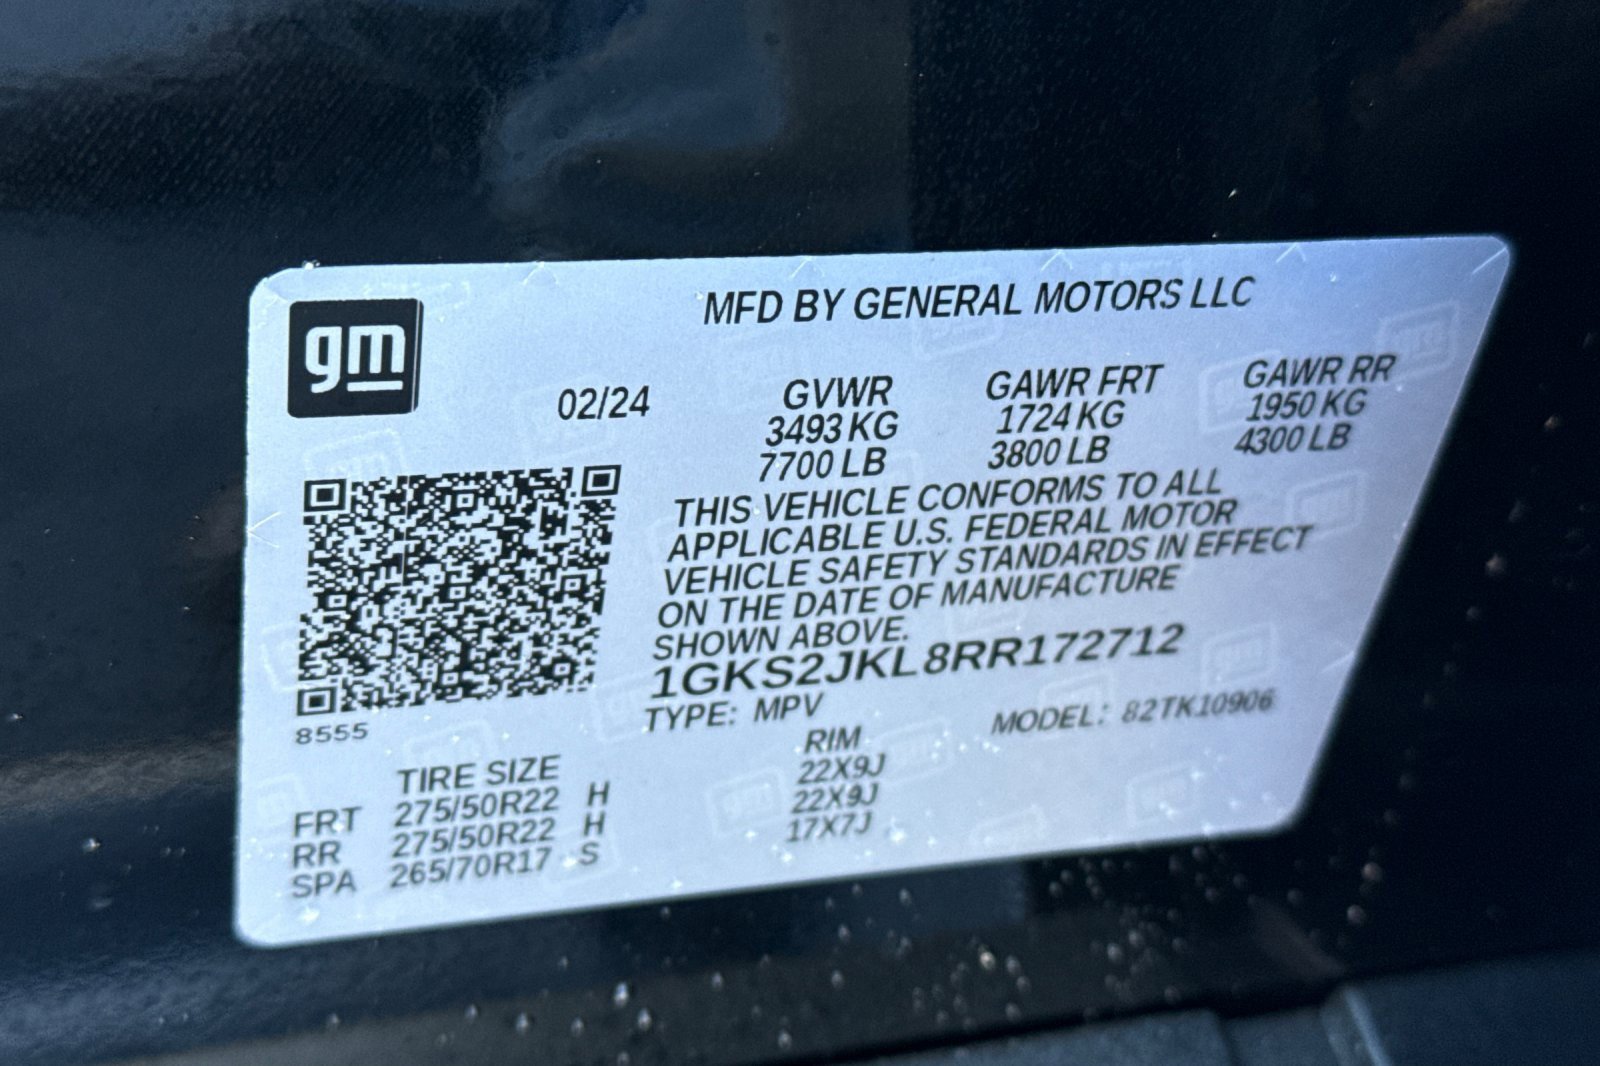 gm
MFD BY GENERAL MOTORS LLC
02/24 GVWR GAWR FRT GAWR RR
3493 KG 1724 KG 1950 KG
7700 LB 3800 LB 4300 LB
THIS VEHICLE CONFORMS TO ALL
APPLICABLE U.S. FEDERAL MOTOR
VEHICLE SAFETY STANDARDS IN EFFECT
ON THE DATE OF MANUFACTURE
SHOWN ABOVE.
1GKS2JKL8RR172712
TYPE: MPV MODEL: 82TK10906
8555
TIRE SIZE RIM
FRT 275/50R22 H 22X9J
RR 275/50R22 H 22X9J
SPA 265/70R17 S 17X7J